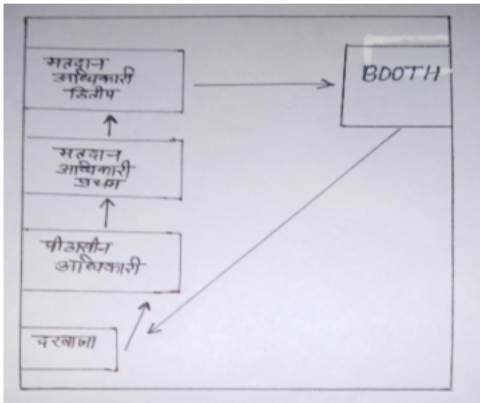 मतदान
अधिकारी
द्वितीय
BOOTH
मतदान
अधिकारी
प्रथम
पीठासीन
अधिकारी
दरवाजा